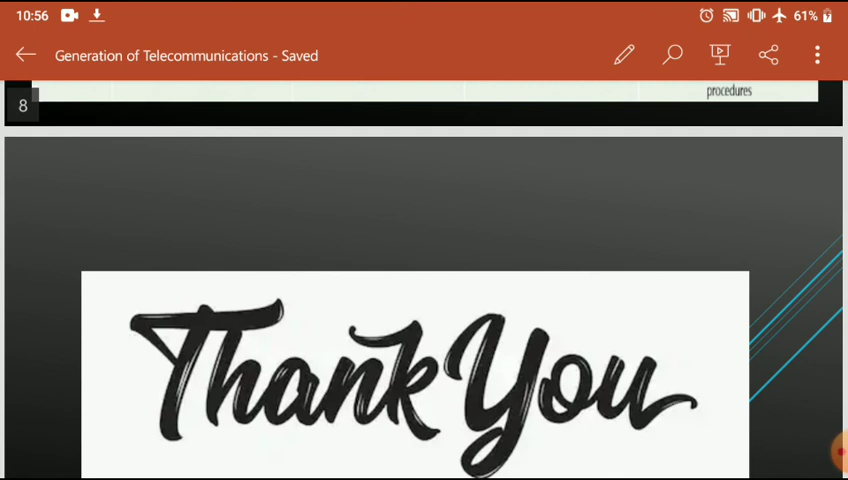 10:56 61%
Generation of Telecommunications - Saved
procedures
8
Thank You